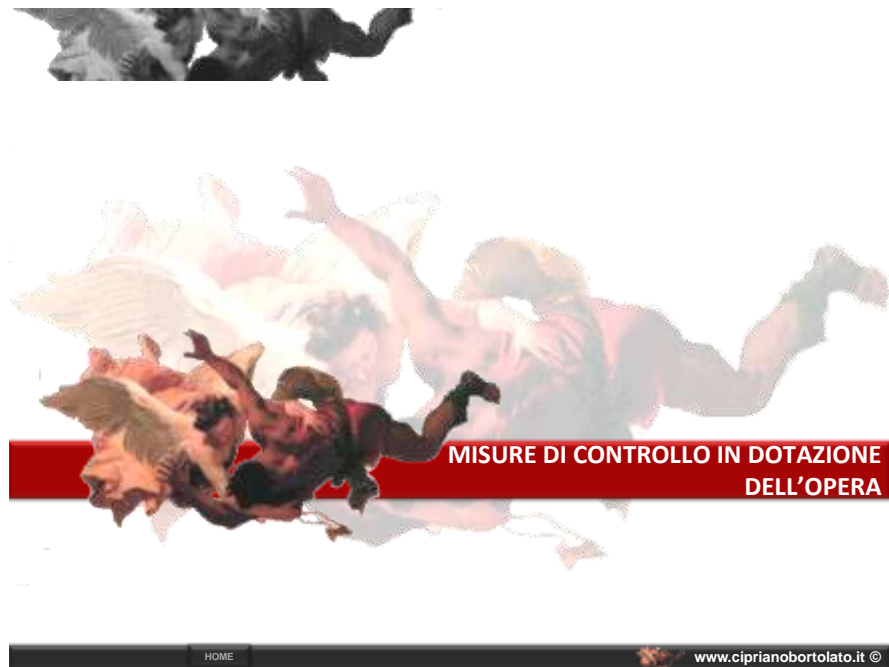 MISURE DI CONTROLLO IN DOTAZIONE
DELL’OPERA
HOME
www.ciprianobortolato.it ©